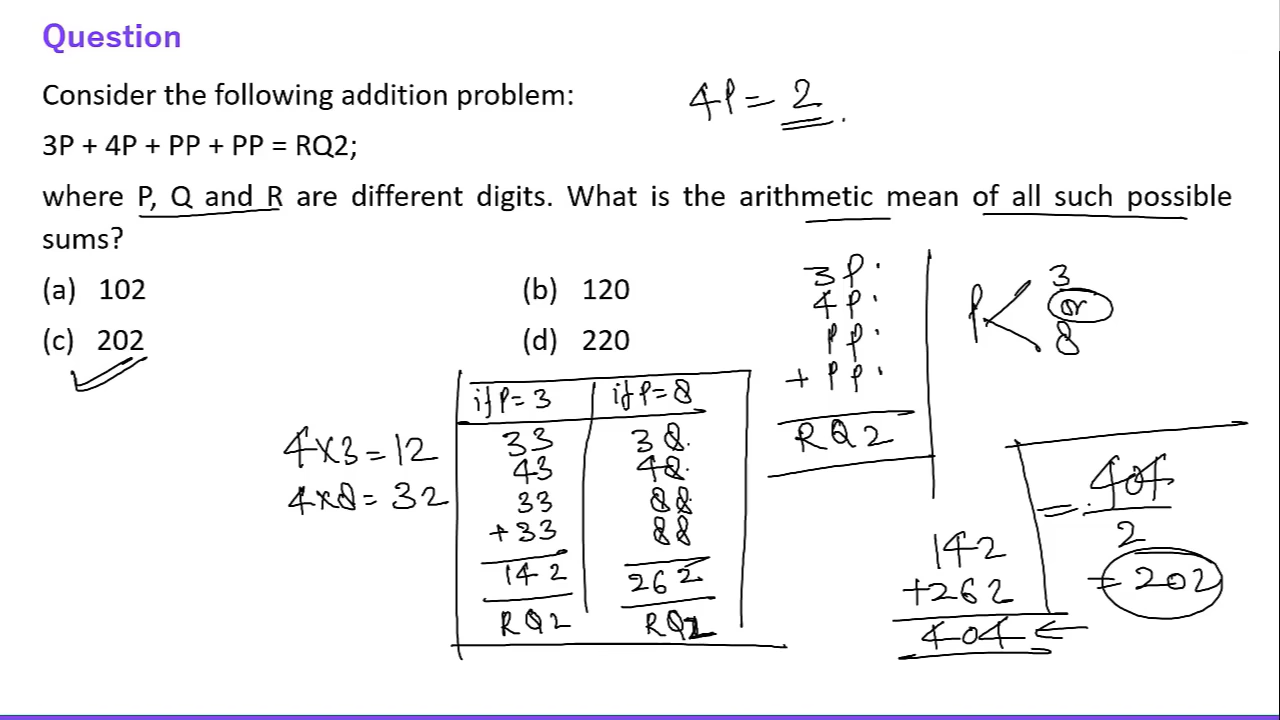 Question
Consider the following addition problem:
4P = 2
3P + 4P + PP + PP = RQ2;
where P, Q and R are different digits. What is the arithmetic mean of all such possible
sums?
(a) 102
(b) 120
(c) 202
(d) 220
3P
4P
PP
+ PP
RQ2
P
3
or
8
4×3=12
4×8=32
if P=3
33
43
33
+33
142
RQ2
if P=8
38
48
88
88
262
RQ2
142
+262
404
= 404
2
= 202